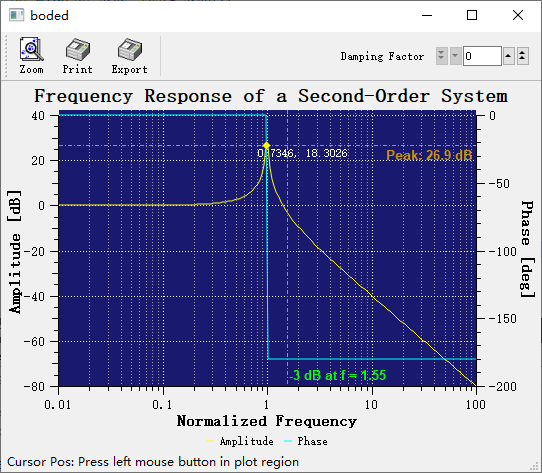 boded
Zoom Print Export Damping Factor 0
Frequency Response of a Second-Order System
40 0
20
0 -50
-20 -100
-40 -150
-60
-80 -200
Amplitude [dB]
Phase [deg]
0.7346, 18.3026
Peak: 26.9 dB
-3 dB at f = 1.55
0.01 0.1 1 10 100
Normalized Frequency
Amplitude Phase
Cursor Pos: Press left mouse button in plot region